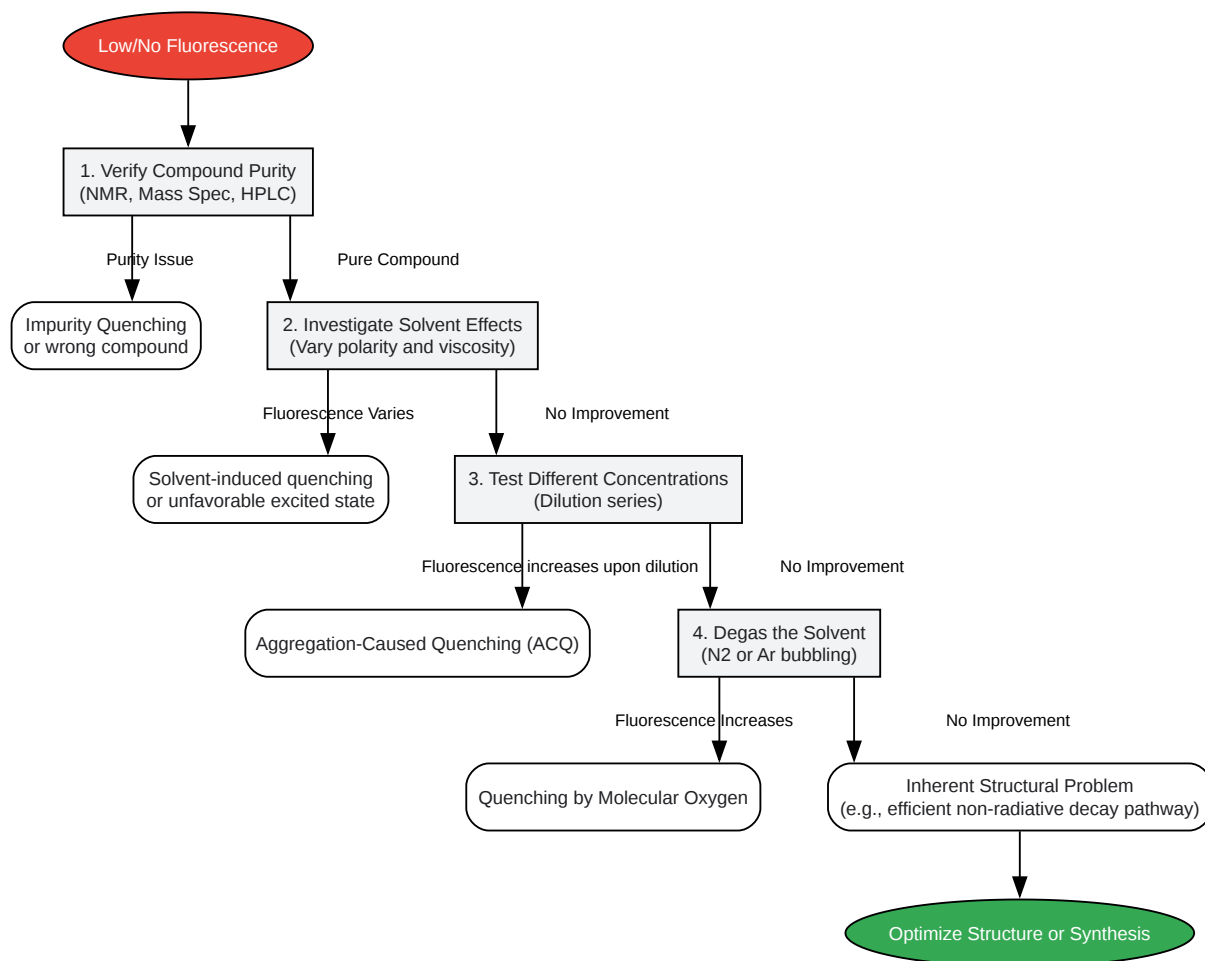 Low/No Fluorescence
1. Verify Compound Purity
(NMR, Mass Spec, HPLC)
Purity Issue
Pure Compound
Impurity Quenching
or wrong compound
2. Investigate Solvent Effects
(Vary polarity and viscosity)
Fluorescence Varies
No Improvement
Solvent-induced quenching
or unfavorable excited state
3. Test Different Concentrations
(Dilution series)
Fluorescence increases upon dilution
No Improvement
Aggregation-Caused Quenching (ACQ)
4. Degas the Solvent
(N2 or Ar bubbling)
Fluorescence Increases
No Improvement
Quenching by Molecular Oxygen
Inherent Structural Problem
(e.g., efficient non-radiative decay pathway)
Optimize Structure or Synthesis